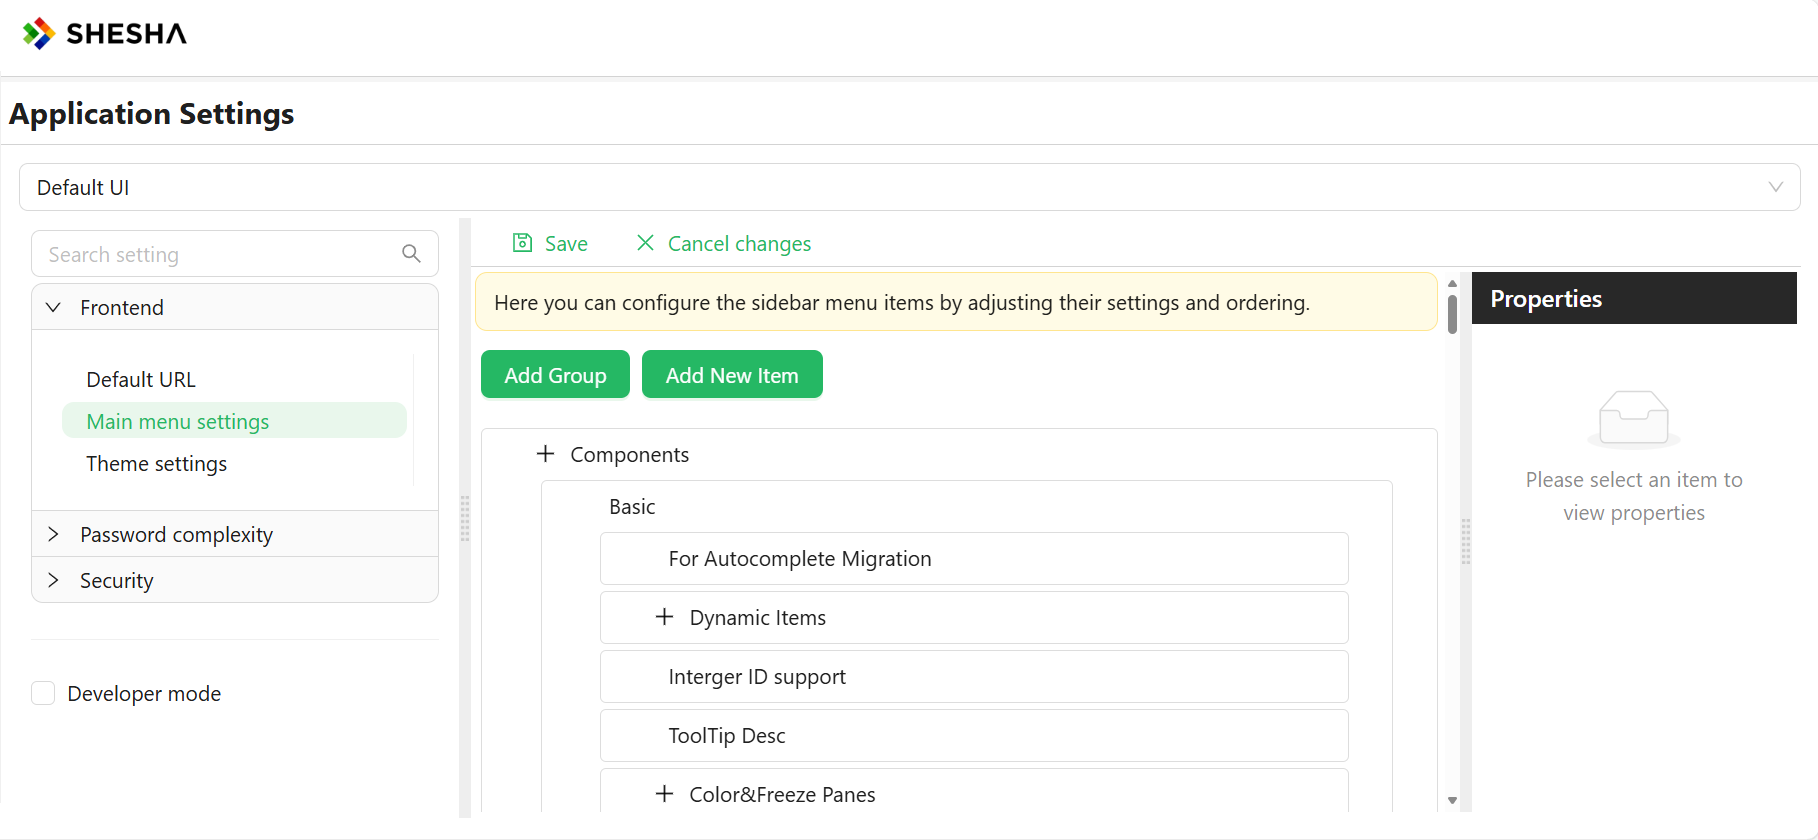 SHESHA
Application Settings
Default UI
Search setting
Frontend
Default URL
Main menu settings
Theme settings
Password complexity
Security
Developer mode
Save
Cancel changes
Here you can configure the sidebar menu items by adjusting their settings and ordering.
Add Group
Add New Item
Components
Basic
For Autocomplete Migration
Dynamic Items
Interger ID support
ToolTip Desc
Color&Freeze Panes
Properties
Please select an item to
view properties